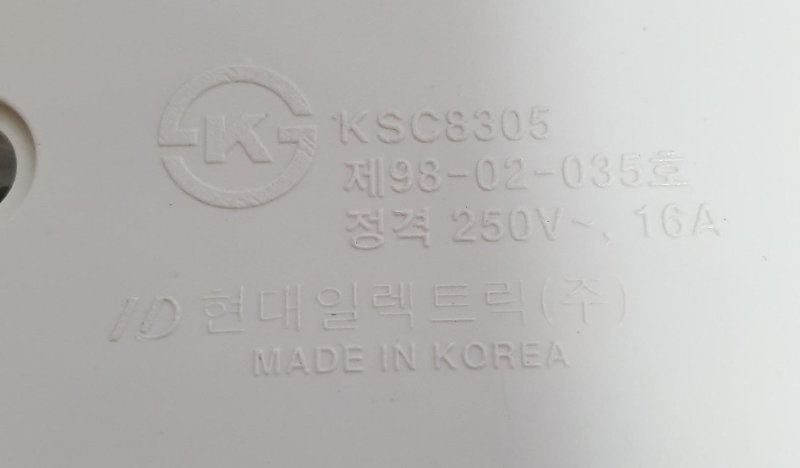 K
KSC8305
제98-02-035호
정격 250V~, 16A
ID 현대일렉트릭(주)
MADE IN KOREA